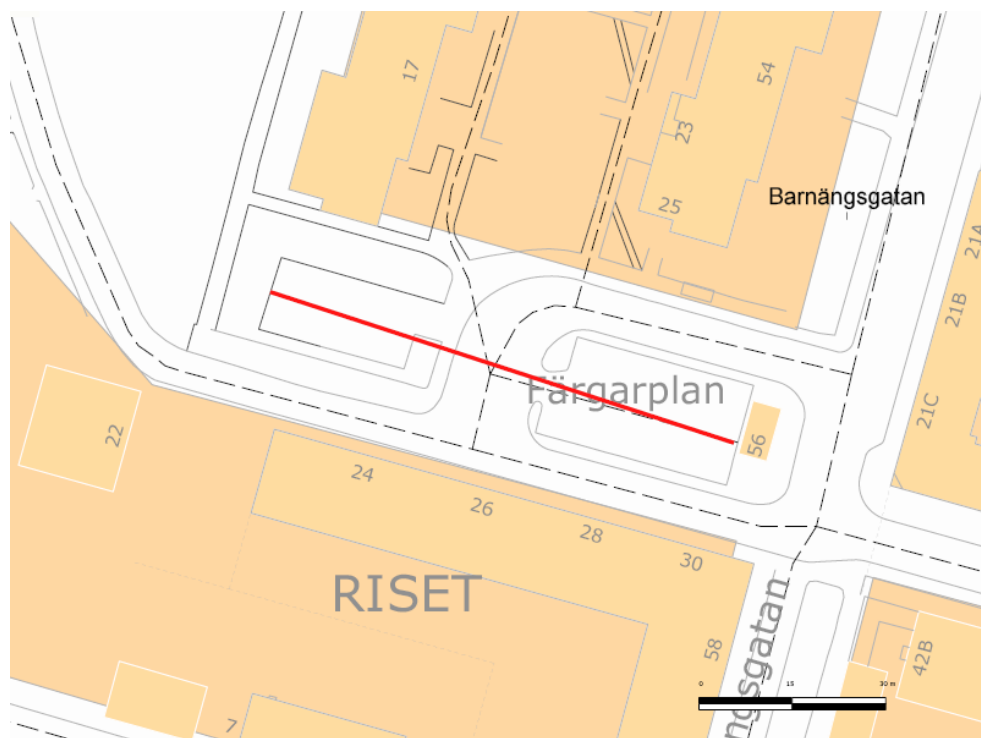 17
54
23
25
Barnängsgatan
21A
21B
21C
Färgarplan
56
22
24
26
28
30
RISET
58
ngsgatan
42B
7
0 15 30 m